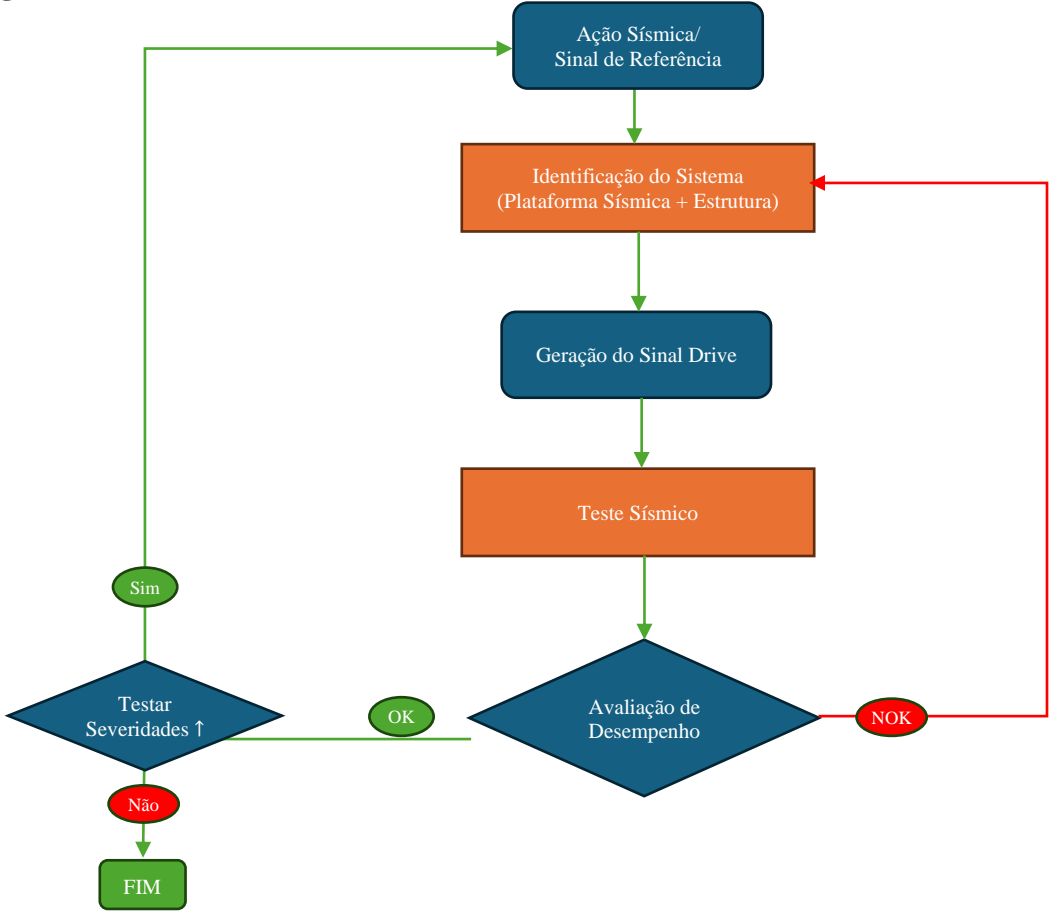 Ação Sísmica/
Sinal de Referência
Identificação do Sistema
(Plataforma Sísmica + Estrutura)
Geração do Sinal Drive
Teste Sísmico
Sim
Testar
Severidades ↑
OK
Avaliação de
Desempenho
NOK
Não
FIM